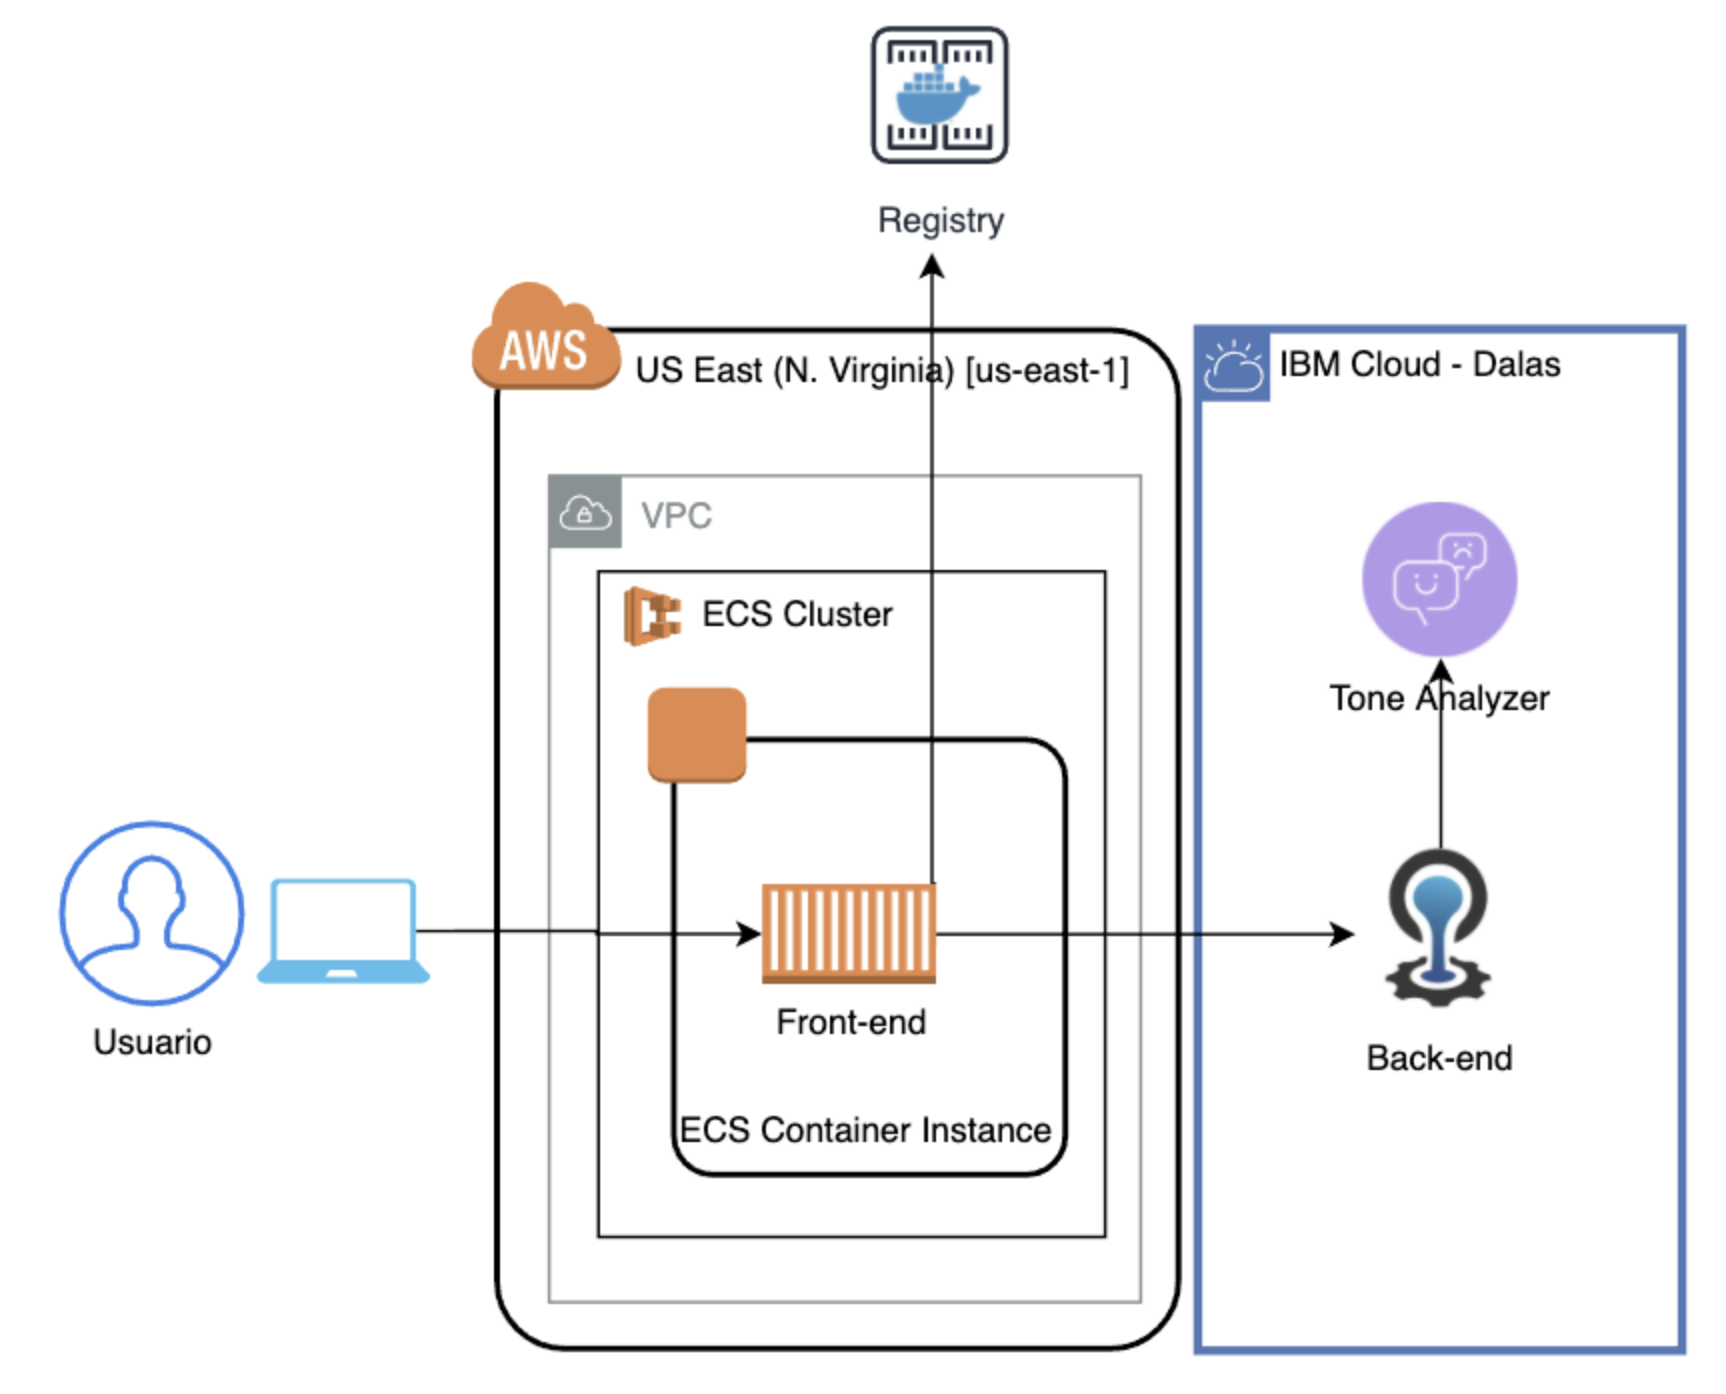 Registry
AWS
US East (N. Virginia) [us-east-1]
IBM Cloud - Dalas
VPC
ECS Cluster
Tone Analyzer
Front-end
Usuario
Back-end
ECS Container Instance